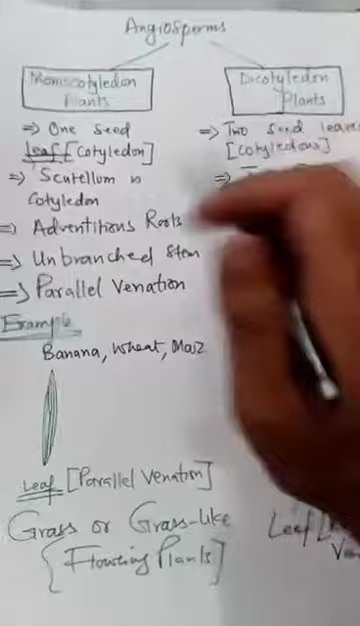 Angiosperms
Monocotyledon
Plants
=> One Seed
Leaf [Cotyledon]
=> Scutellum is
Cotyledon
=> Adventitious Roots
=> Unbranched Stem
=> Parallel Venation
Example
Banana, Wheat, Maiz
Leaf [Parallel Venation]
Grass or Grass-like
{Flowering Plants]
Dicotyledon
Plants
=> Two Seed leaves
[Cotyledons]
=>
Leaf